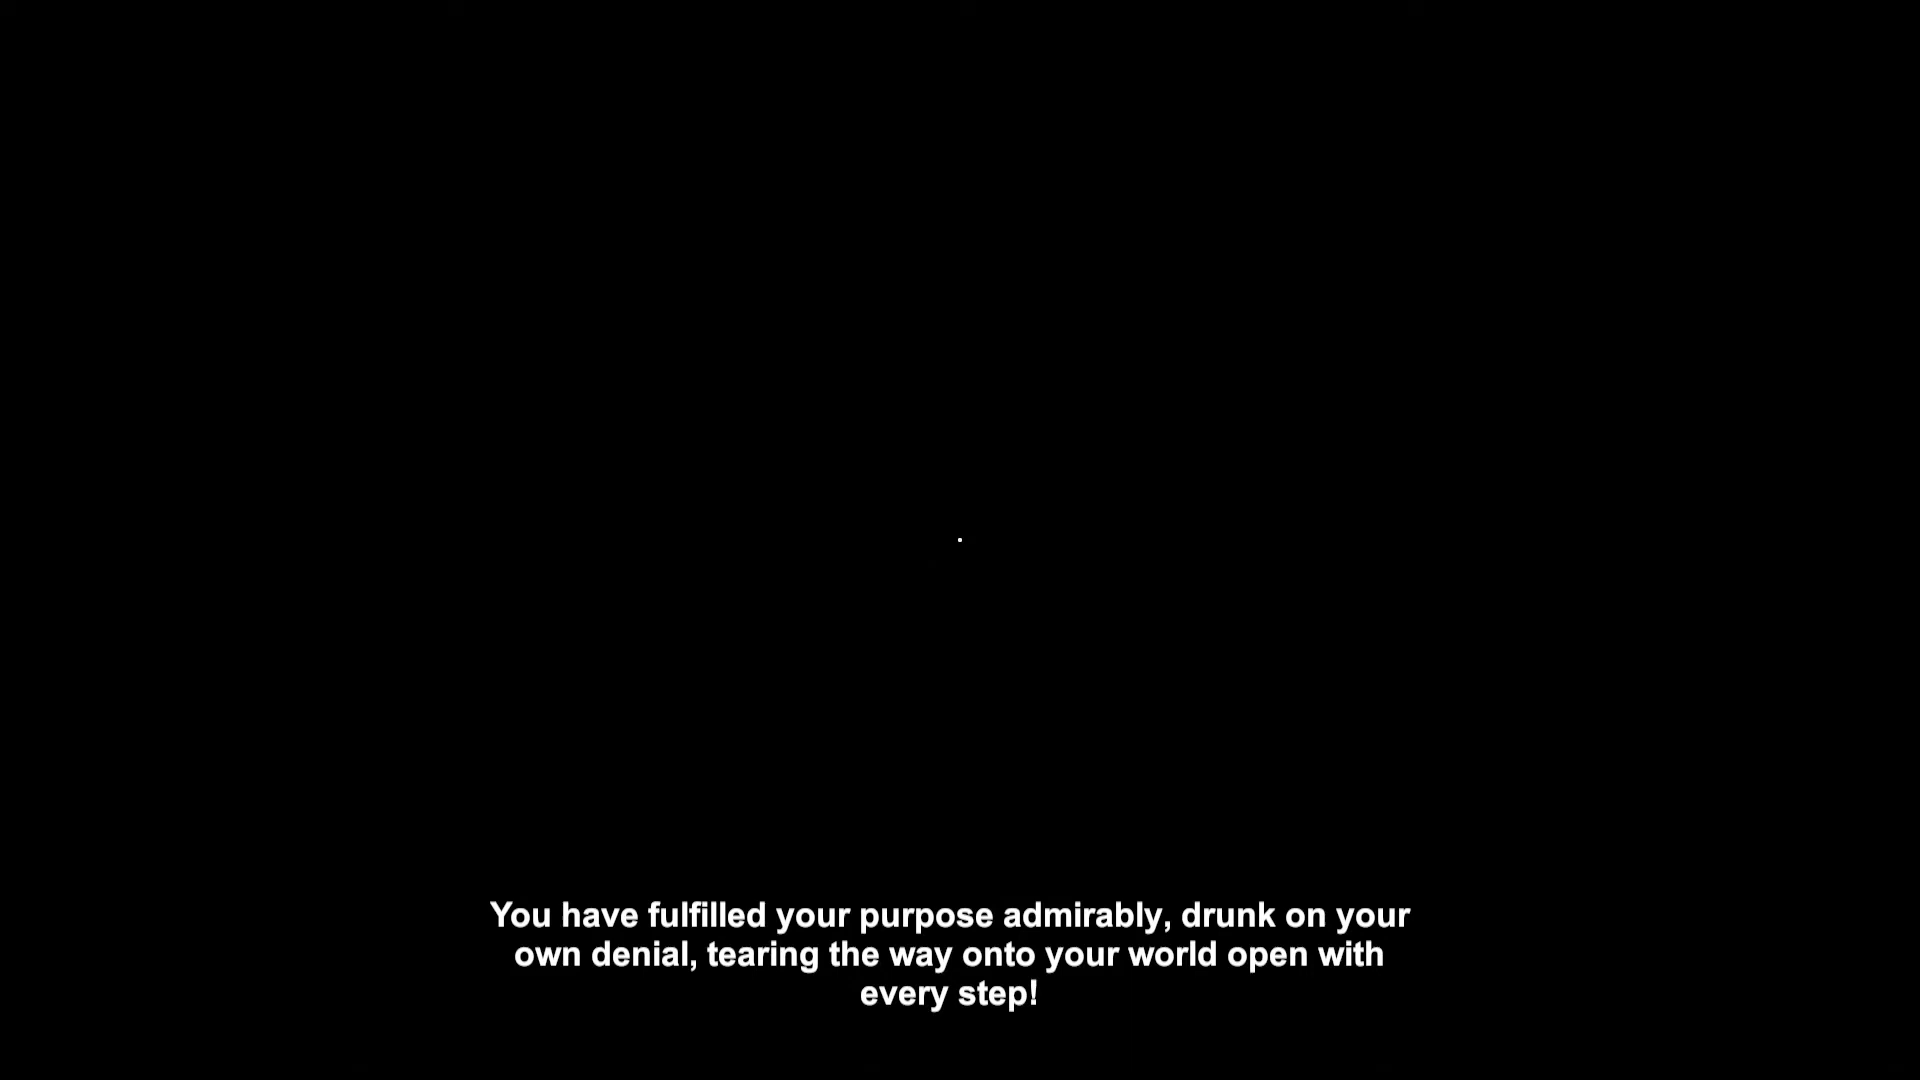 You have fulfilled your purpose admirably, drunk on your
own denial, tearing the way onto your world open with
every step!